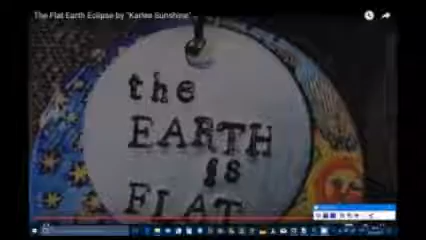 The Flat Earth Eclipse by "Karlee Sunshine"
the
EARTH
is
FLAT